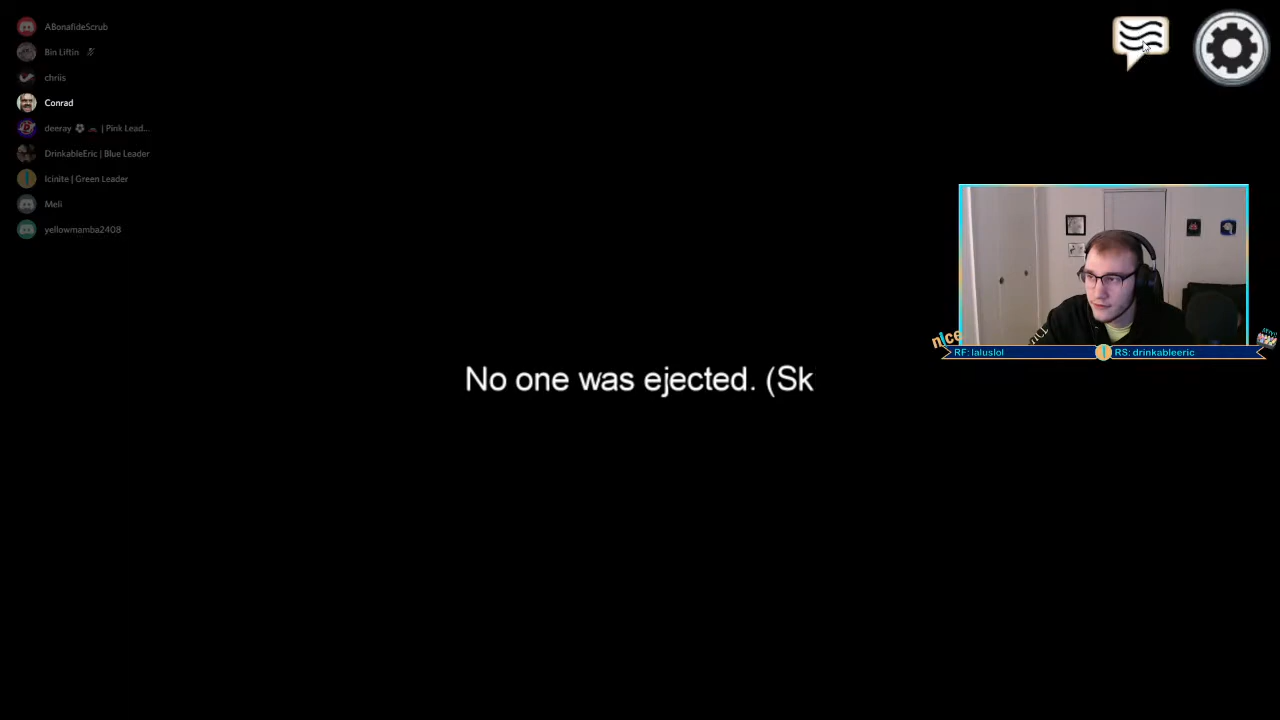 ABonafideScrub
Bin Liftin
chriis
Conrad
deeray ⚽ | Pink Lead...
DrinkableEric | Blue Leader
Icinite | Green Leader
Meli
yellowmamba2408
nice
RF: laluslol
RS: drinkableeric
No one was ejected. (Sk